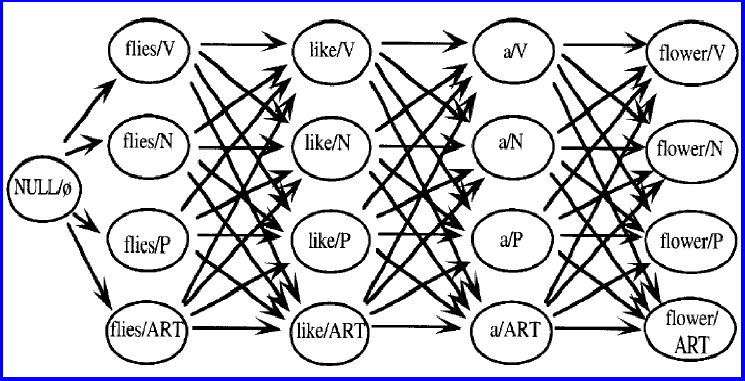 flies/V
like/V
a/V
flower/V
flies/N
like/N
a/N
flower/N
NULL/ø
flies/P
like/P
a/P
flower/P
flies/ART
like/ART
a/ART
flower/
ART